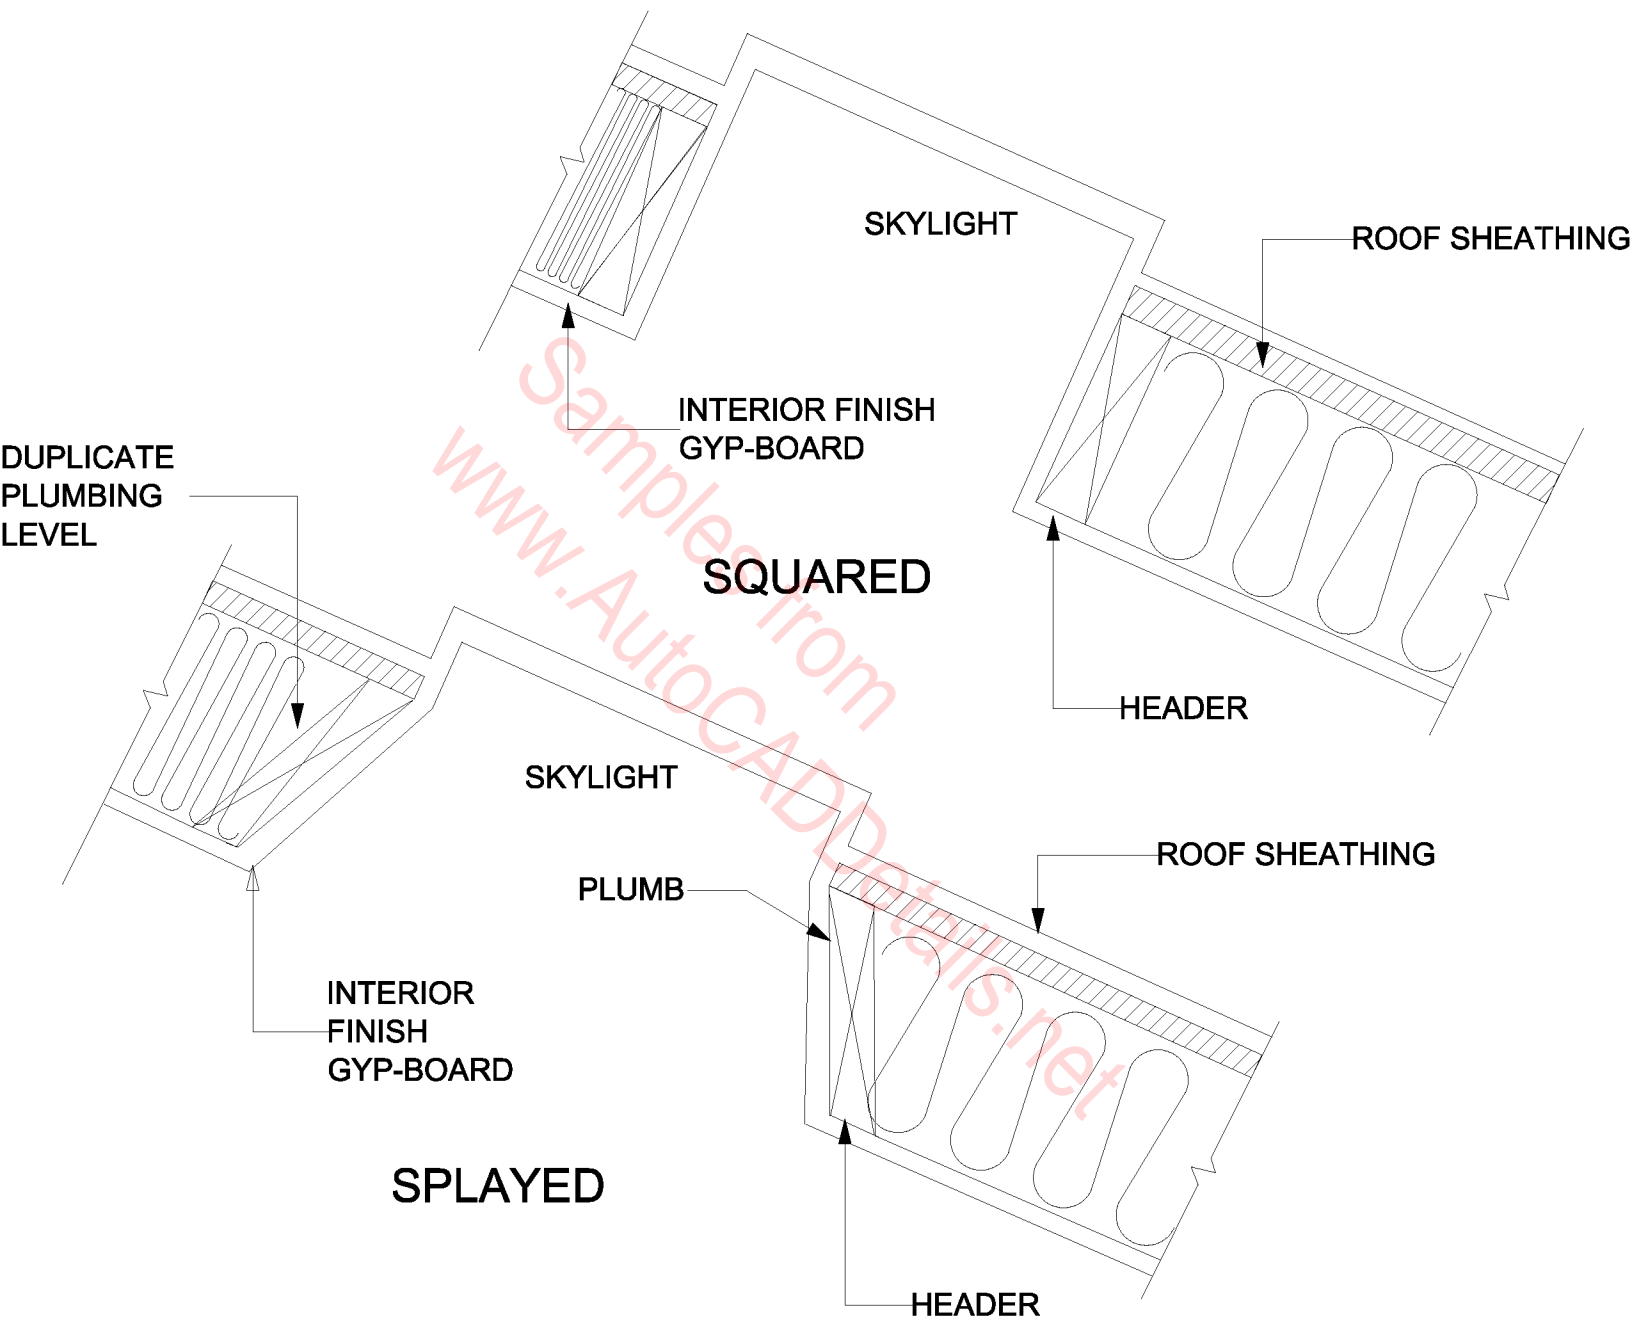 SKYLIGHT
ROOF SHEATHING
INTERIOR FINISH
GYP-BOARD
HEADER
SQUARED
DUPLICATE
PLUMBING
LEVEL
SKYLIGHT
PLUMB
ROOF SHEATHING
INTERIOR
FINISH
GYP-BOARD
HEADER
SPLAYED
Samples from
www.AutoCADDetails.net